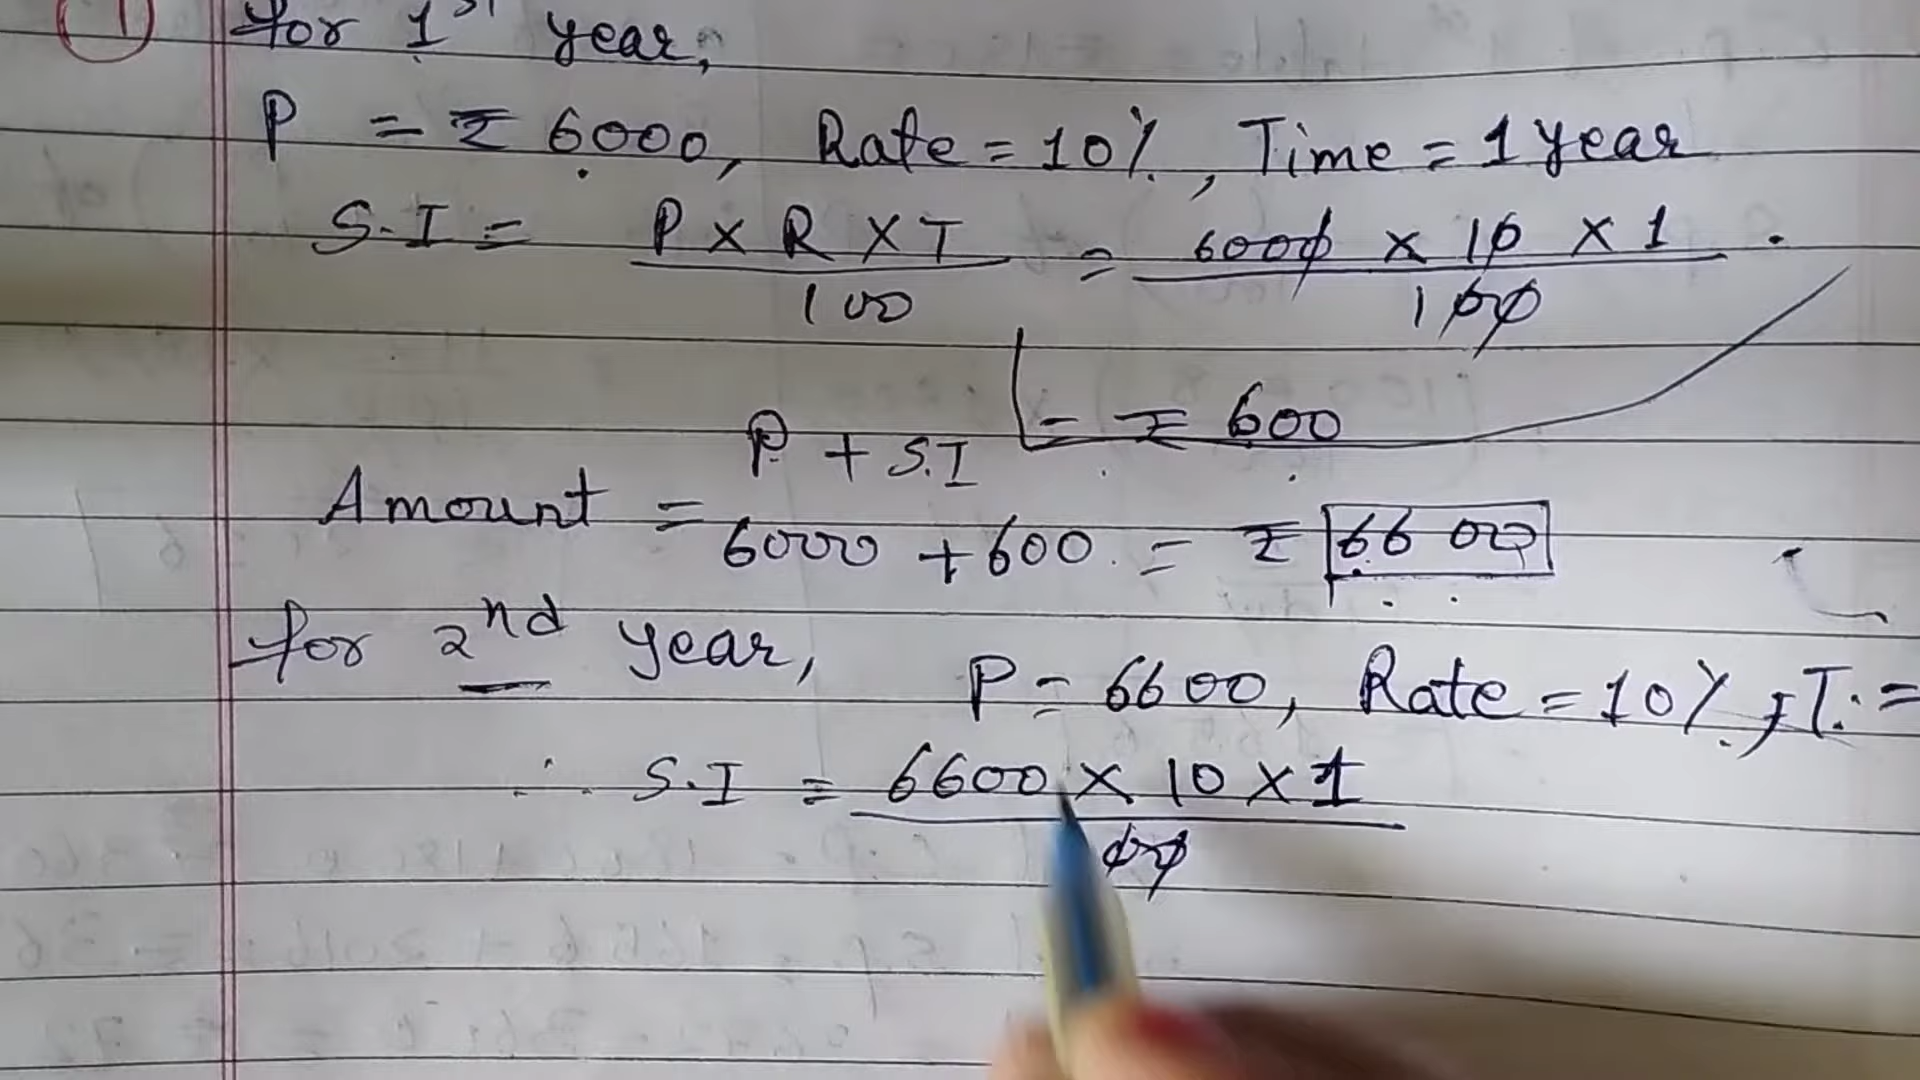 1
for 1st year,
P = ₹ 6000, Rate = 10%, Time = 1 year
S.I = P × R × T / 100 = 6000 × 10 × 1 / 100
= ₹ 600
P + S.I
Amount = 6000 + 600 = ₹ 6600
for 2nd year, P = 6600, Rate = 10%, T. =
∴ S.I = 6600 × 10 × 1 / 00